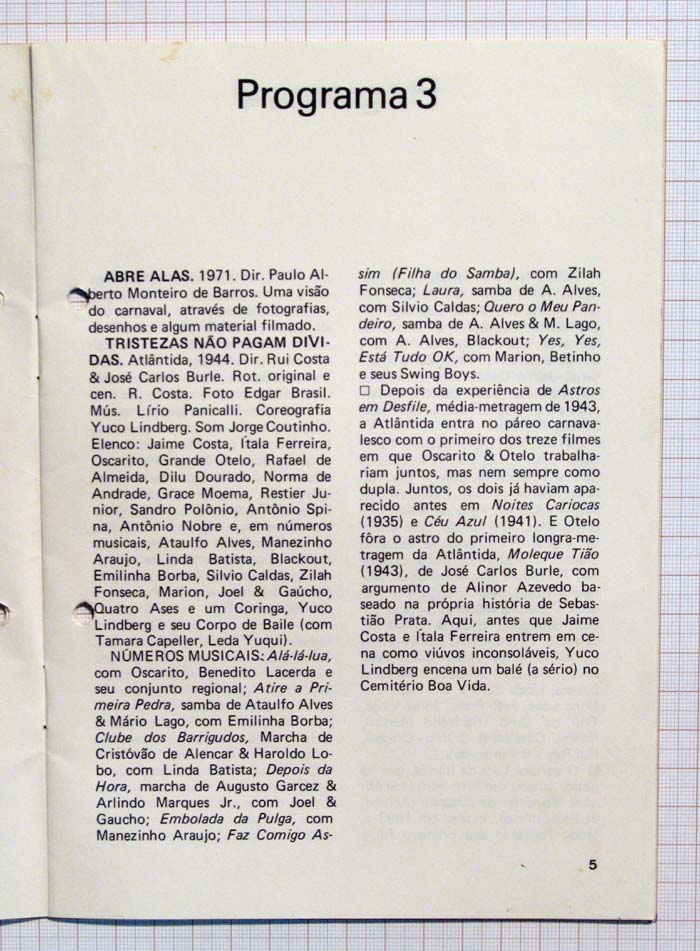 Programa 3
ABRE ALAS. 1971. Dir. Paulo Al-
berto Monteiro de Barros. Uma visão
do carnaval, através de fotografias,
desenhos e algum material filmado.
TRISTEZAS NÃO PAGAM DÍVI-
DAS. Atlântida, 1944. Dir. Rui Costa
& José Carlos Burle. Rot. original e
cen. R. Costa. Foto Edgar Brasil.
Mús. Lírio Panicalli. Coreografia
Yuco Lindberg. Som Jorge Coutinho.
Elenco: Jaime Costa, Ítala Ferreira,
Oscarito, Grande Otelo, Rafael de
Almeida, Dilu Dourado, Norma de
Andrade, Grace Moema, Restier Ju-
nior, Sandro Polônio, Antônio Spi-
na, Antônio Nobre e, em números
musicais, Ataulfo Alves, Manezinho
Araujo, Linda Batista, Blackout,
Emilinha Borba, Silvio Caldas, Zilah
Fonseca, Marion, Joel & Gaúcho,
Quatro Ases e um Coringa, Yuco
Lindberg e seu Corpo de Baile (com
Tamara Capeller, Leda Yuqui).
NÚMEROS MUSICAIS: Alá-lá-lua,
com Oscarito, Benedito Lacerda e
seu conjunto regional; Atire a Pri-
meira Pedra, samba de Ataulfo Alves
& Mário Lago, com Emilinha Borba;
Clube dos Barrigudos, Marcha de
Cristóvão de Alencar & Haroldo Lo-
bo, com Linda Batista; Depois da
Hora, marcha de Augusto Garcez &
Arlindo Marques Jr., com Joel &
Gaucho; Embolada da Pulga, com
Manezinho Araujo; Faz Comigo As-
sim (Filha do Samba), com Zilah
Fonseca; Laura, samba de A. Alves,
com Silvio Caldas; Quero o Meu Pan-
deiro, samba de A. Alves & M. Lago,
com A. Alves, Blackout; Yes, Yes,
Está Tudo OK, com Marion, Betinho
e seus Swing Boys.
□ Depois da experiência de Astros
em Desfile, média-metragem de 1943,
a Atlântida entra no páreo carnava-
lesco com o primeiro dos treze filmes
em que Oscarito & Otelo trabalha-
riam juntos, mas nem sempre como
dupla. Juntos, os dois já haviam apa-
recido antes em Noites Cariocas
(1935) e Céu Azul (1941). E Otelo
fôra o astro do primeiro longra-me-
tragem da Atlântida, Moleque Tião
(1943), de José Carlos Burle, com
argumento de Alinor Azevedo ba-
seado na própria história de Sebas-
tião Prata. Aqui, antes que Jaime
Costa e Ítala Ferreira entrem em ce-
na como viúvos inconsoláveis, Yuco
Lindberg encena um balé (a sério) no
Cemitério Boa Vida.
5